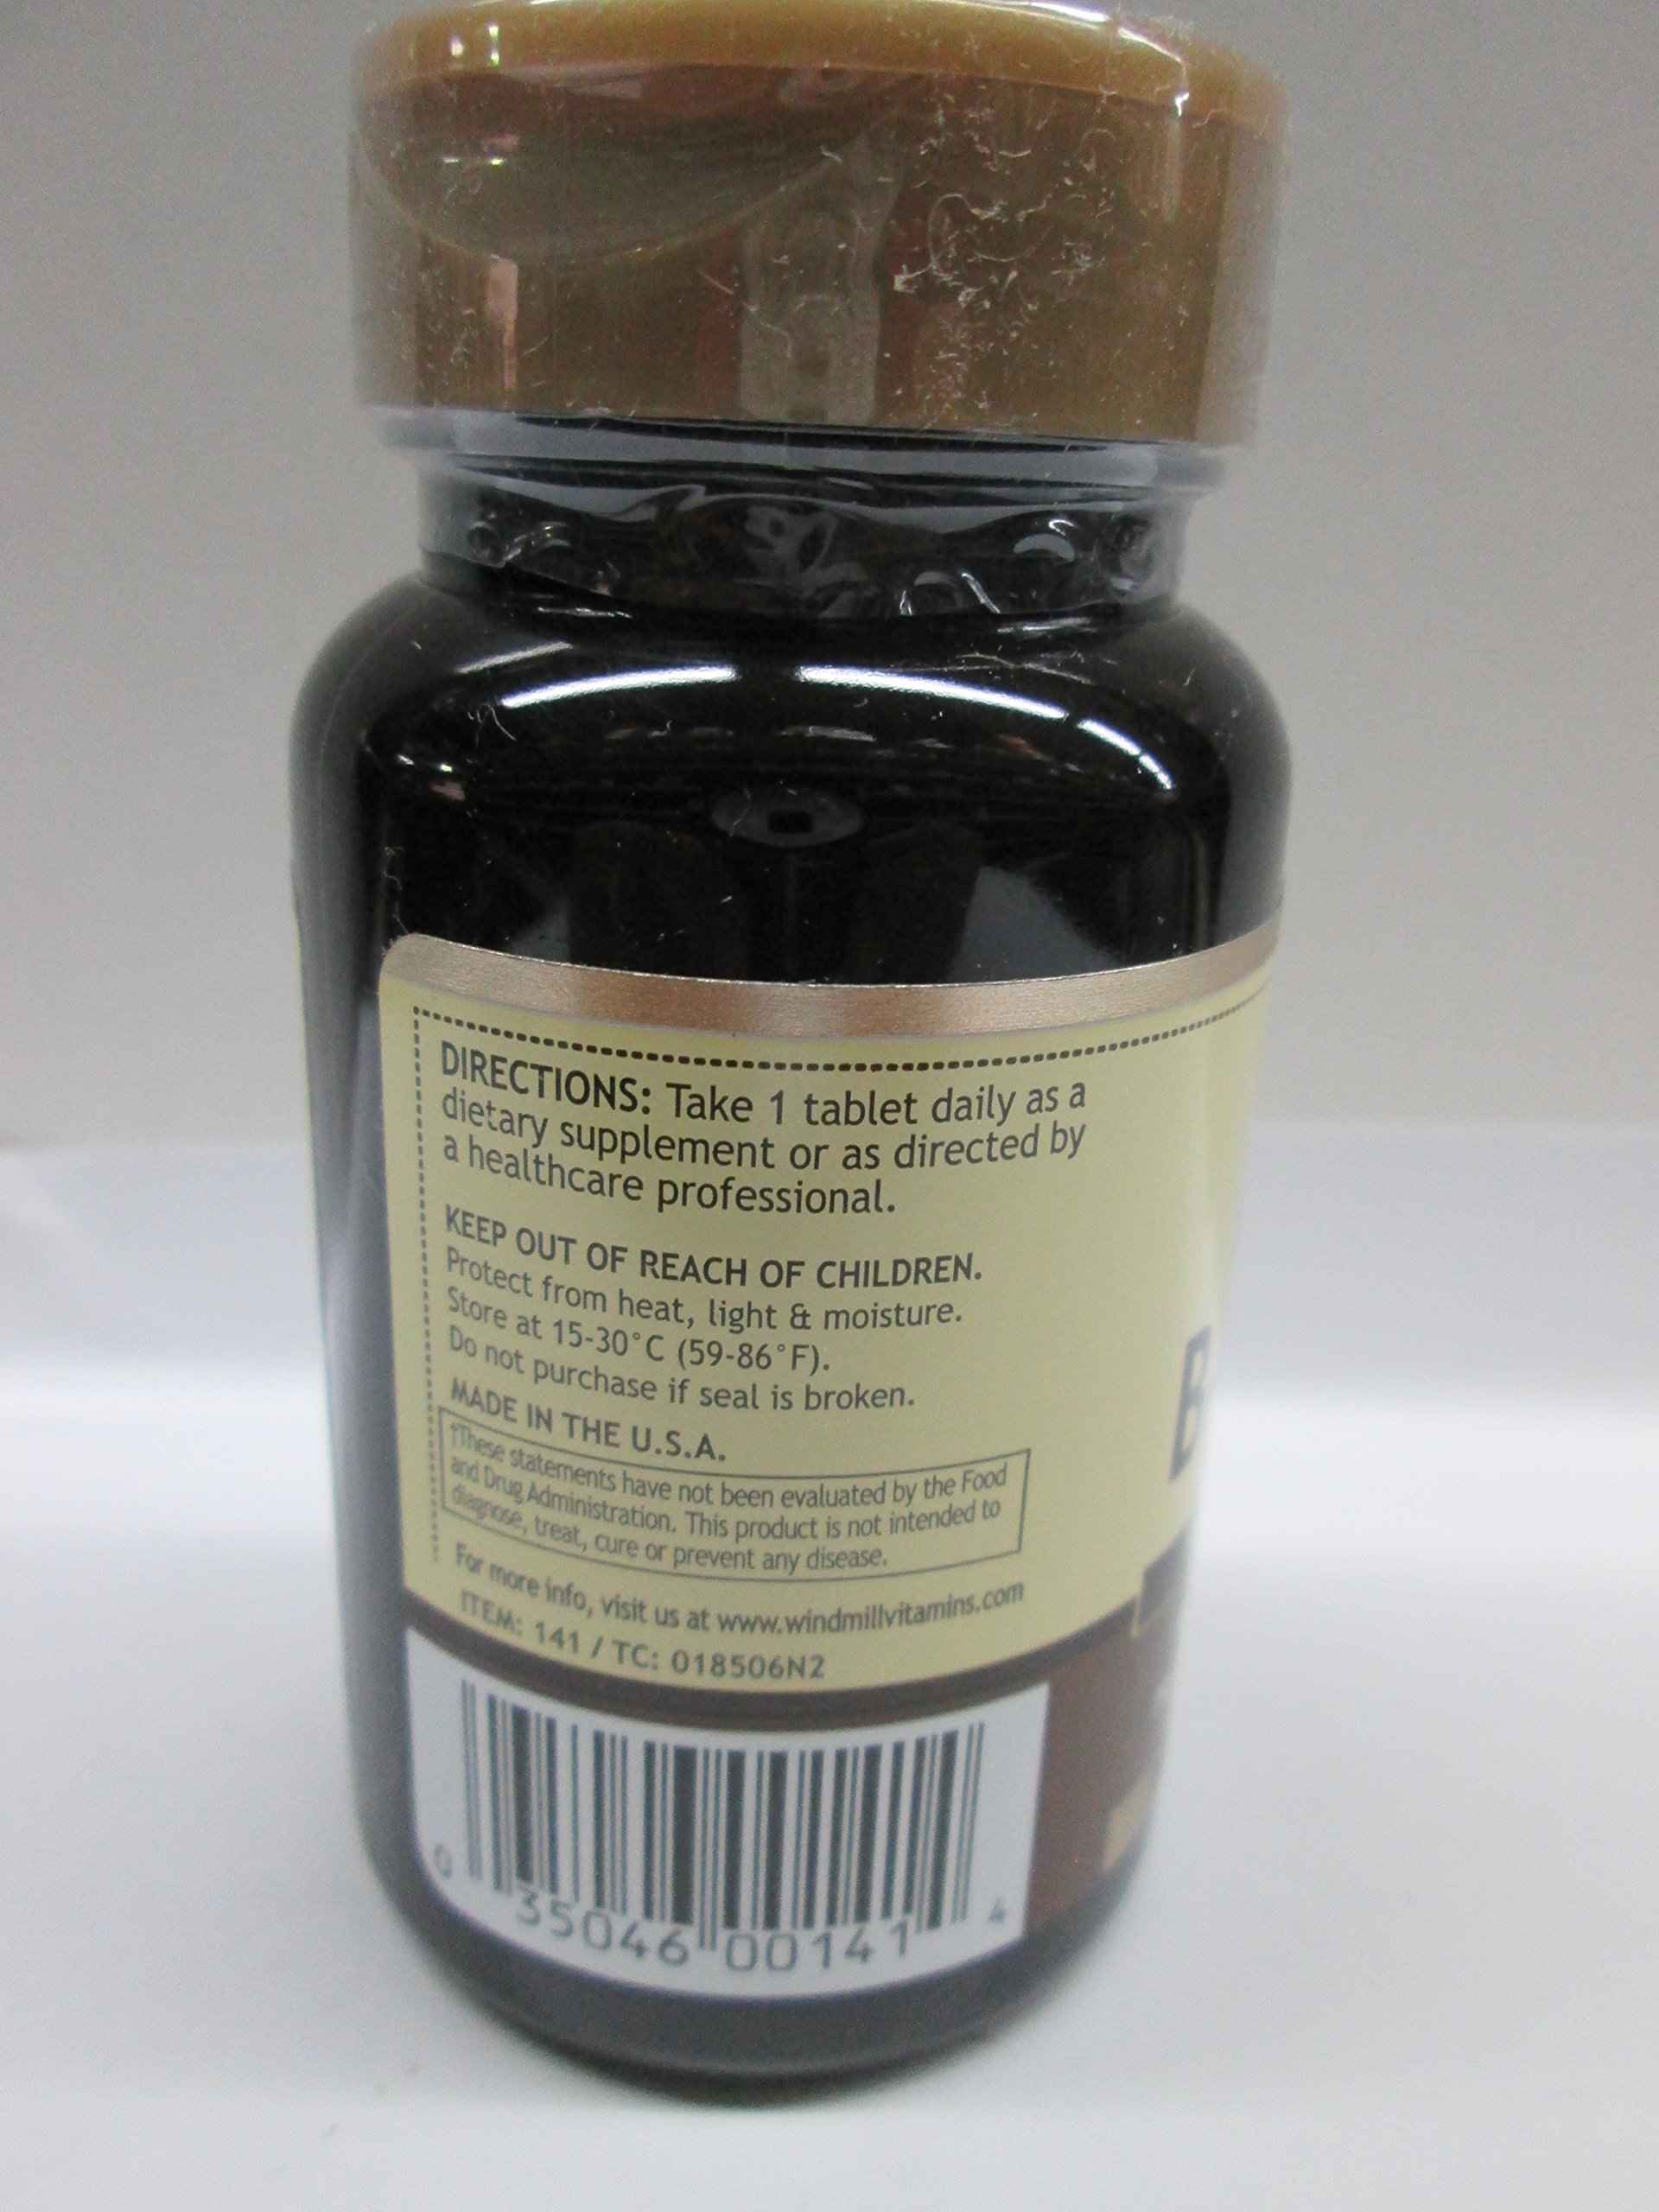 DIRECTIONS: Take 1 tablet daily as a
dietary supplement or as directed by
a healthcare professional.
KEEP OUT OF REACH OF CHILDREN.
Protect from heat, light & moisture.
Store at 15-30°C (59-86°F).
Do not purchase if seal is broken.
MADE IN THE U.S.A.
†These statements have not been evaluated by the Food
and Drug Administration. This product is not intended to
diagnose, treat, cure or prevent any disease.
For more info, visit us at www.windmillvitamins.com
ITEM: 141 / TC: 018506N2
0 35046 00141 4
B